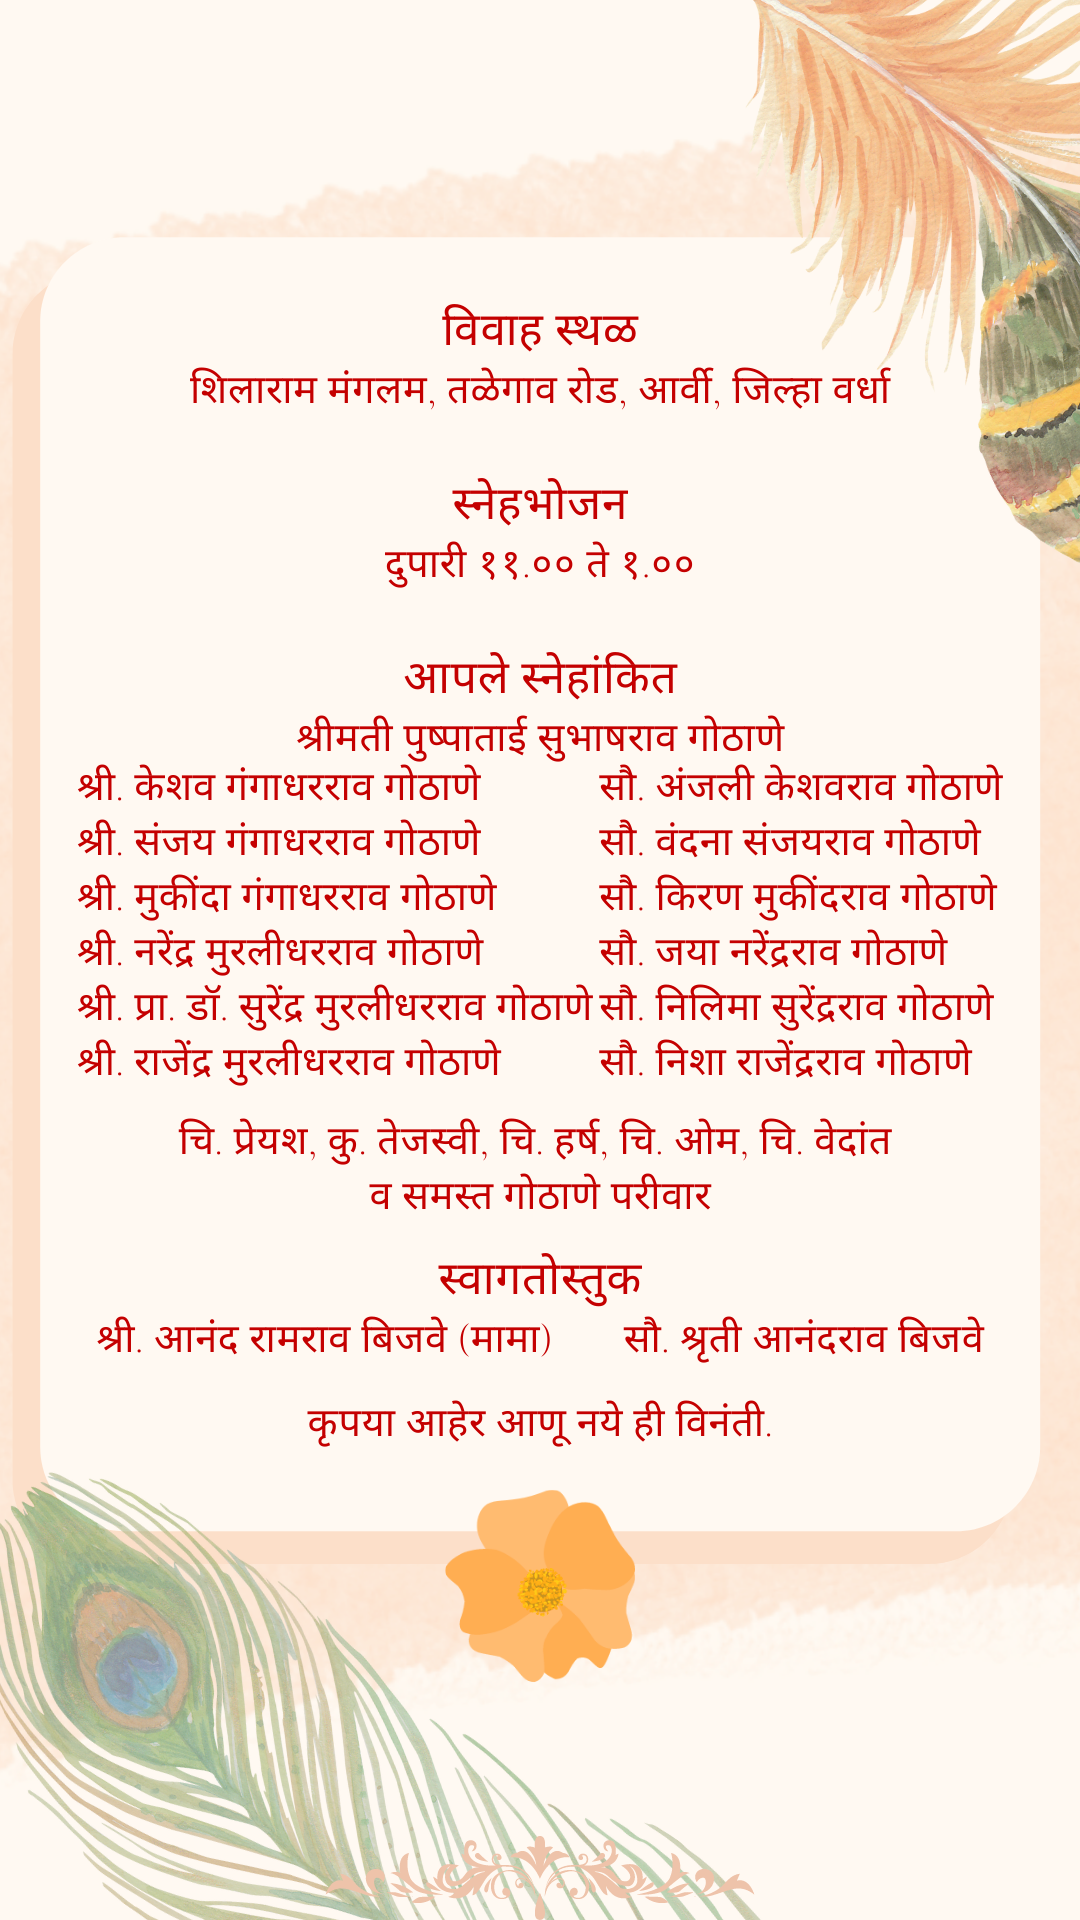 विवाह स्थळ
शिलाराम मंगलम, तळेगाव रोड, आर्वी, जिल्हा वर्धा
स्नेहभोजन
दुपारी ११.०० ते १.००
आपले स्नेहांकित
श्रीमती पुष्पाताई सुभाषराव गोठाणे
श्री. केशव गंगाधरराव गोठाणे सौ. अंजली केशवराव गोठाणे
श्री. संजय गंगाधरराव गोठाणे सौ. वंदना संजयराव गोठाणे
श्री. मुकींदा गंगाधरराव गोठाणे सौ. किरण मुकींदराव गोठाणे
श्री. नरेंद्र मुरलीधरराव गोठाणे सौ. जया नरेंद्रराव गोठाणे
श्री. प्रा. डॉ. सुरेंद्र मुरलीधरराव गोठाणे सौ. निलिमा सुरेंद्रराव गोठाणे
श्री. राजेंद्र मुरलीधरराव गोठाणे सौ. निशा राजेंद्रराव गोठाणे
चि. प्रेयश, कु. तेजस्वी, चि. हर्ष, चि. ओम, चि. वेदांत
व समस्त गोठाणे परीवार
स्वागतोस्तुक
श्री. आनंद रामराव बिजवे (मामा) सौ. श्रृती आनंदराव बिजवे
कृपया आहेर आणू नये ही विनंती.